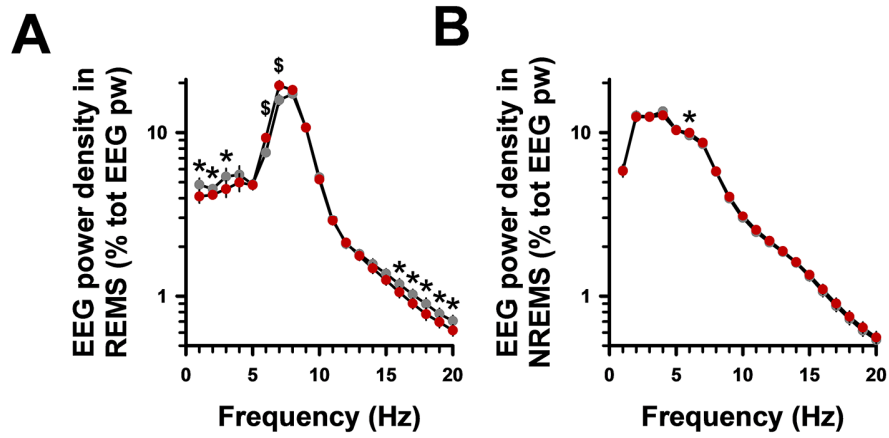 A
EEG power density in
REMS (% tot EEG pw)
10
1
* * *
$ $
* * * * *
0 5 10 15 20
Frequency (Hz)
B
EEG power density in
NREMS (% tot EEG pw)
10
1
*
0 5 10 15 20
Frequency (Hz)